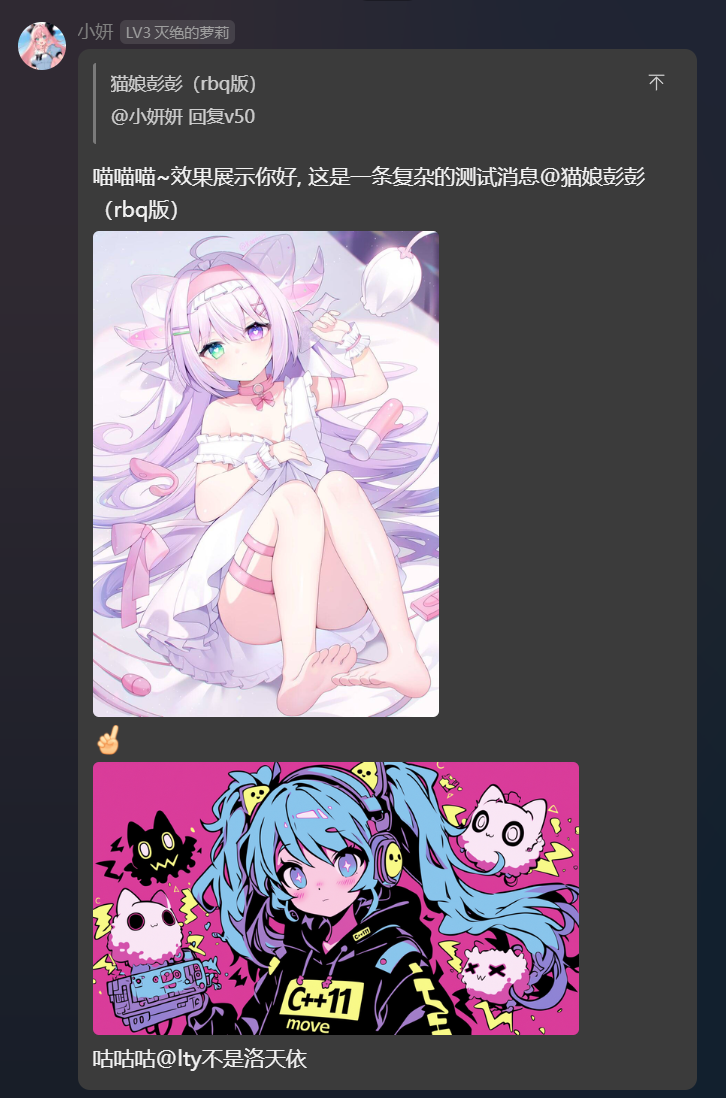 小妍 LV3 灭绝的萝莉
猫娘彭彭（rbq版）
@小妍妍 回复v50
喵喵喵~效果展示你好, 这是一条复杂的测试消息@猫娘彭彭
（rbq版）
C++11
C++11
move
咕咕咕@lty不是洛天依